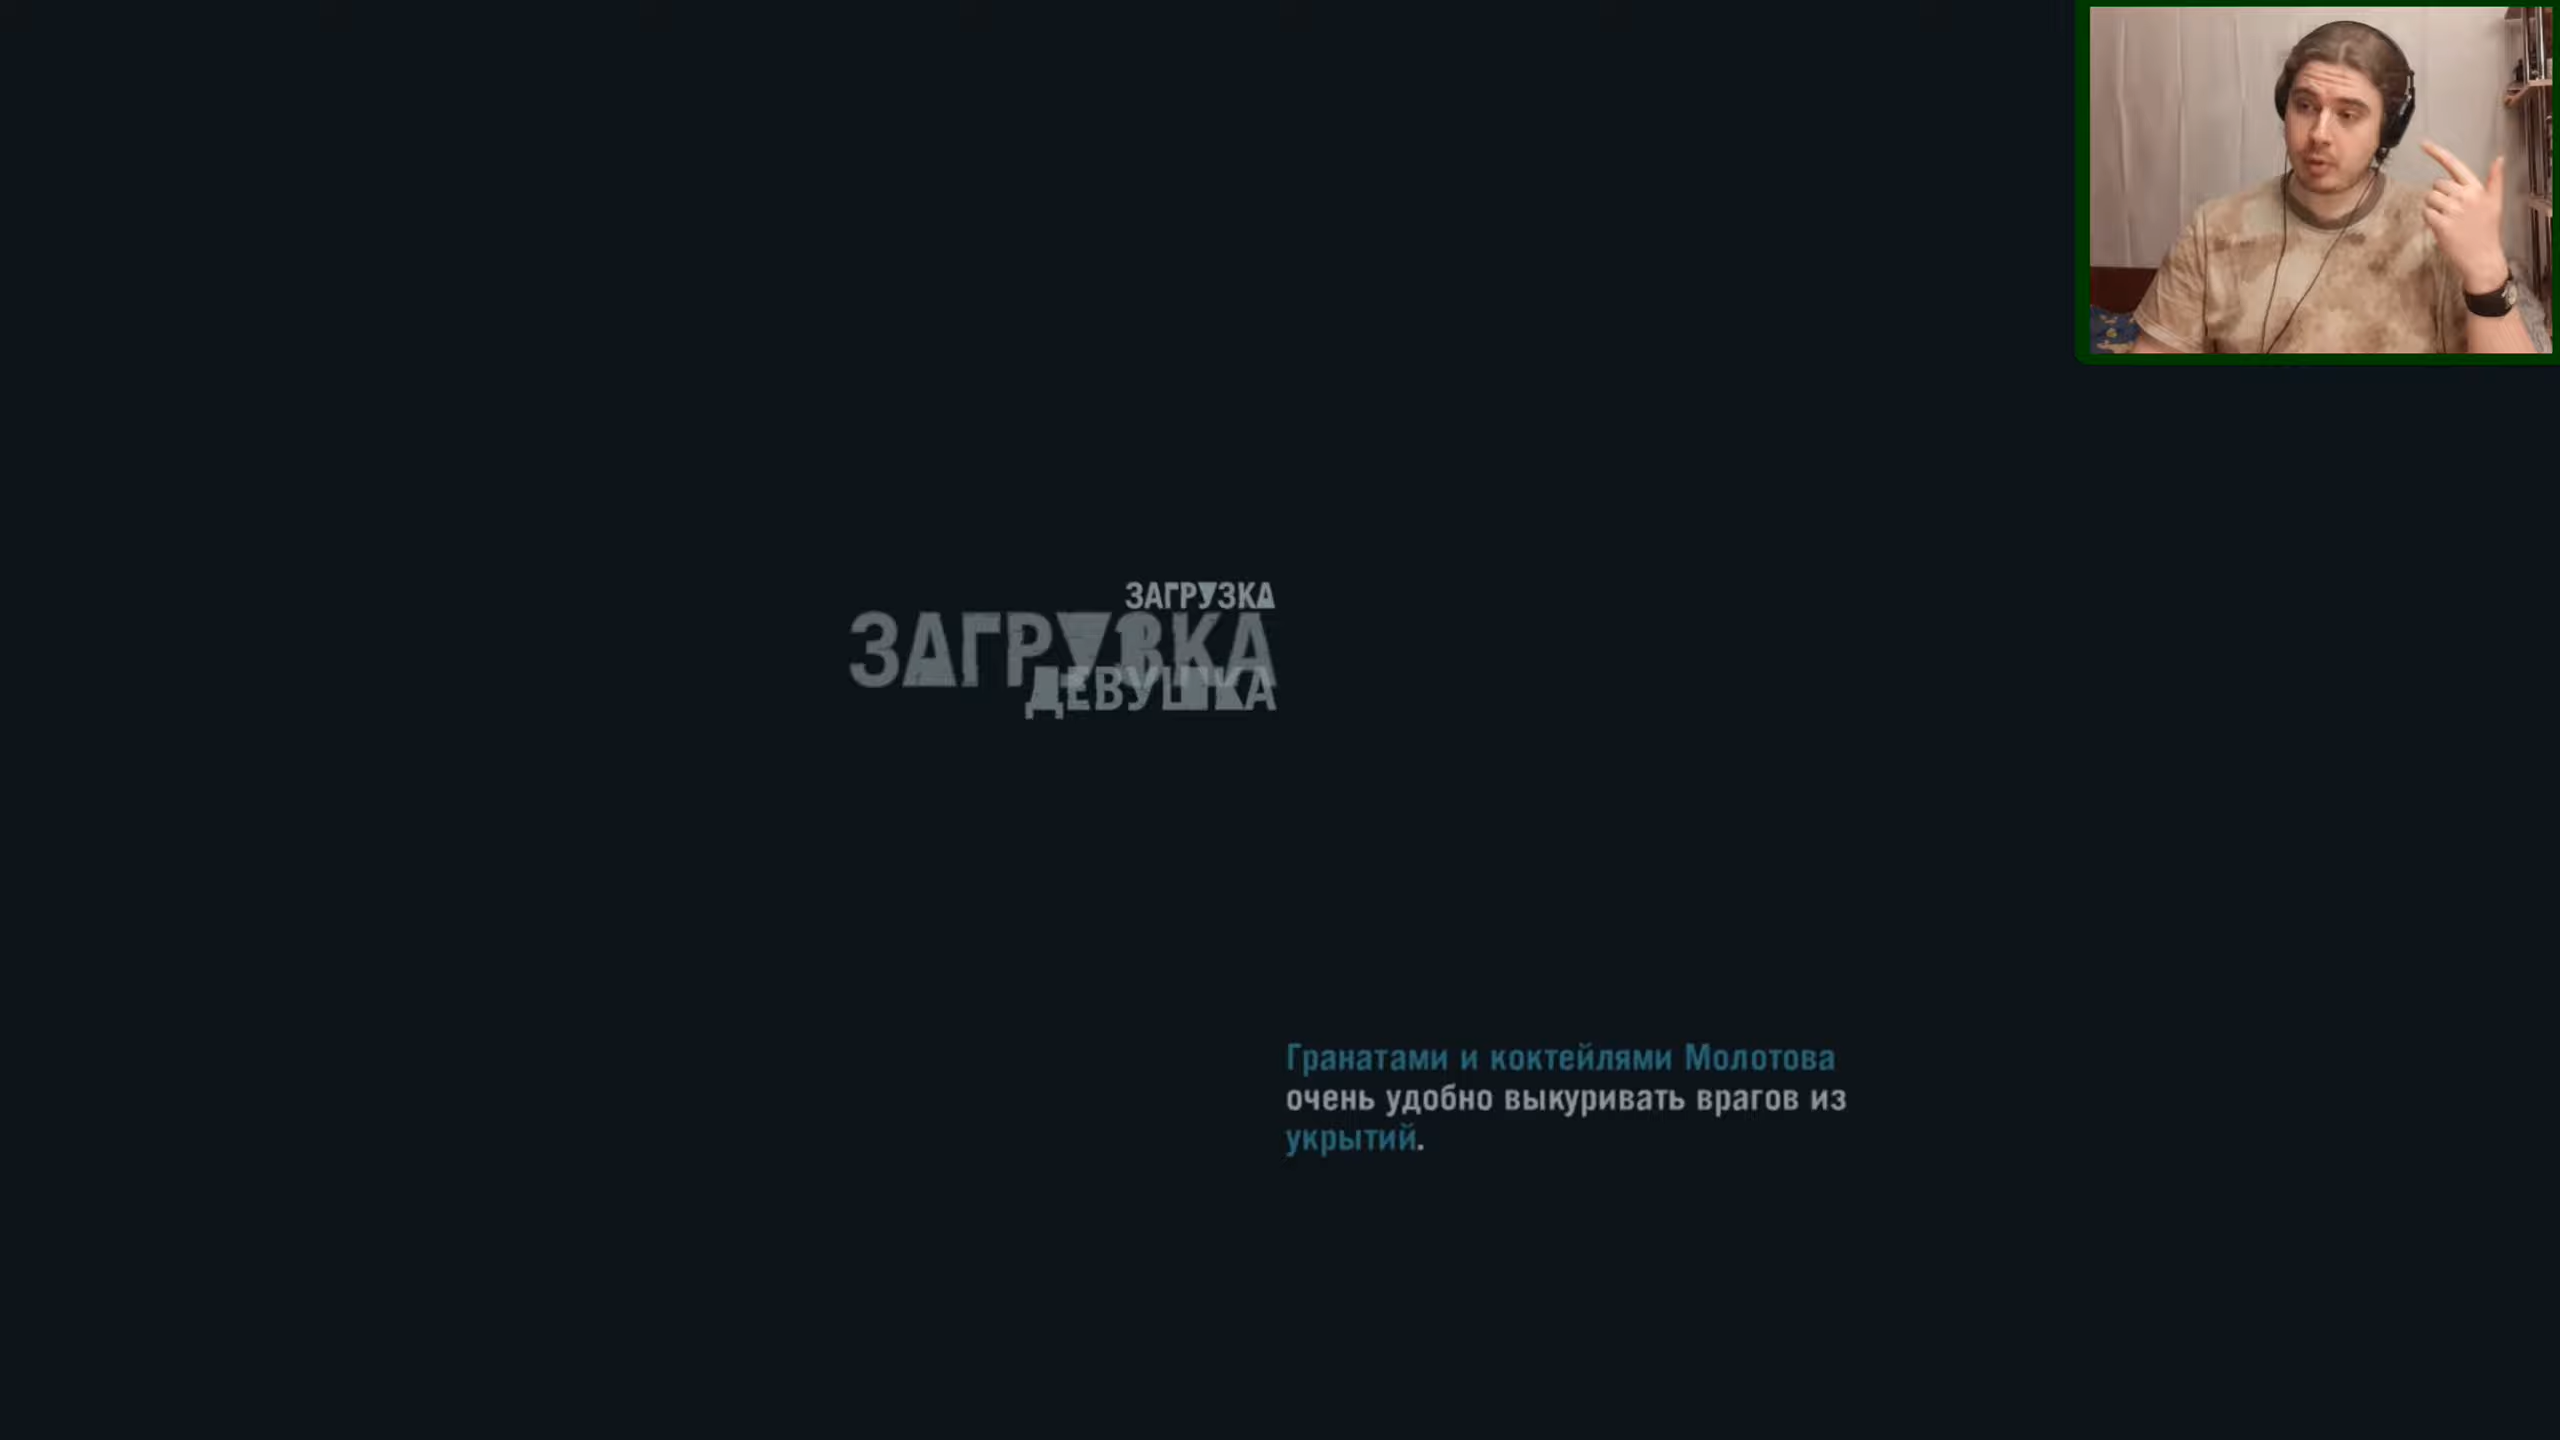 ЗАГРУЗКА
ЗАГРУЗКА
ДЕВУШКА
Гранатами и коктейлями Молотова
очень удобно выкуривать врагов из
укрытий.